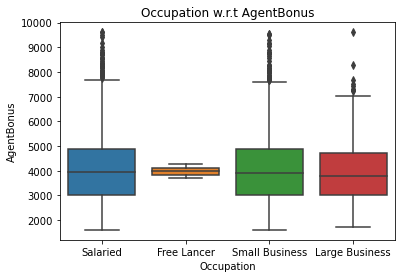 Occupation w.r.t AgentBonus
10000
9000
8000
7000
6000
5000
4000
3000
2000
AgentBonus
Salaried Free Lancer Small Business Large Business
Occupation